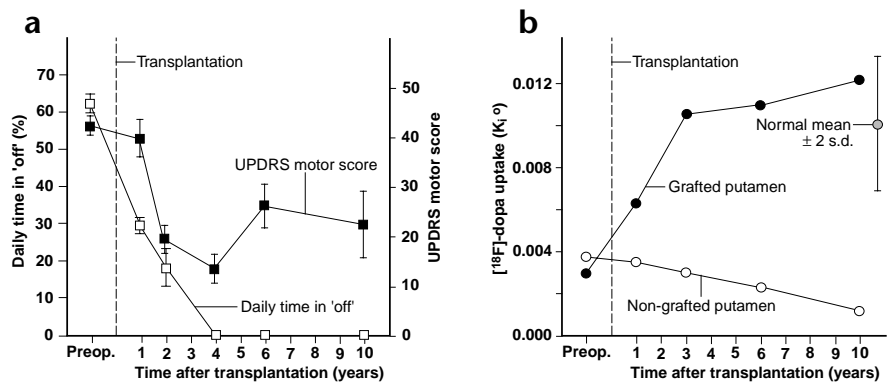 a
Transplantation
Daily time in 'off' (%)
70
60
50
40
30
20
10
0
UPDRS motor score
Daily time in 'off'
50
40
30
20
10
0
UPDRS motor score
Preop. 1 2 3 4 5 6 7 8 9 10
Time after transplantation (years)
b
Transplantation
[¹⁸F]-dopa uptake (Kᵢ º)
0.012
0.008
0.004
0.000
Normal mean
± 2 s.d.
Grafted putamen
Non-grafted putamen
Preop. 1 2 3 4 5 6 7 8 9 10
Time after transplantation (years)